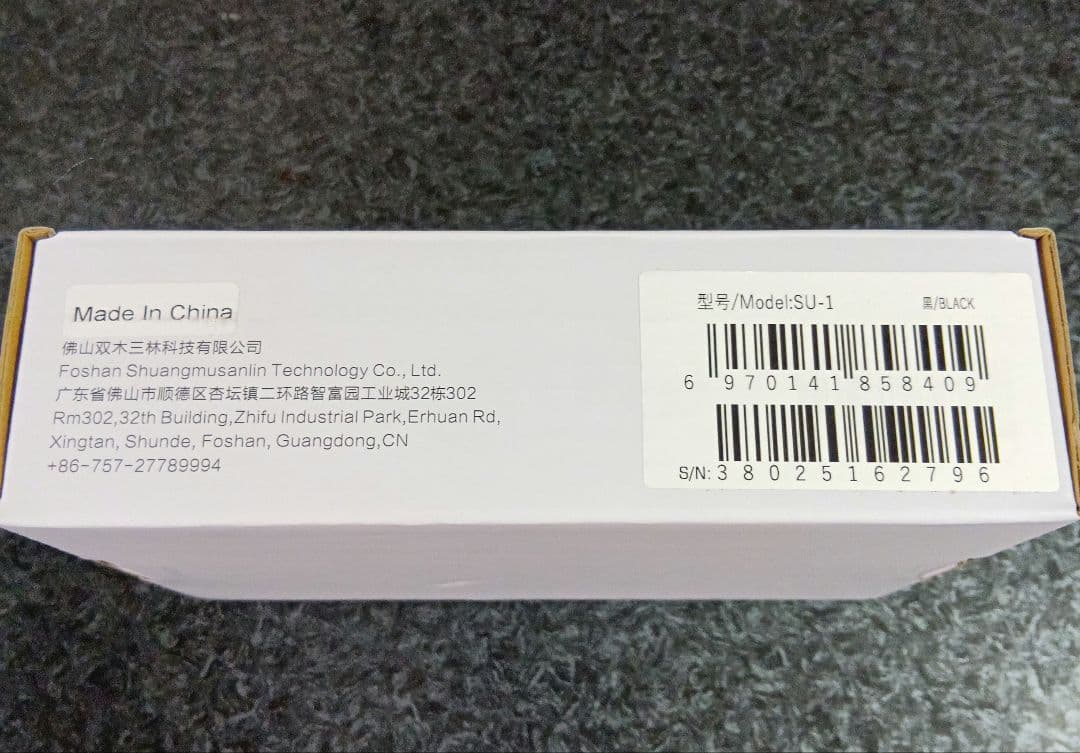 Made In China
佛山双木三林科技有限公司
Foshan Shuangmusanlin Technology Co., Ltd.
广东省佛山市顺德区杏坛镇二环路智富园工业城32栋302
Rm302,32th Building,Zhifu Industrial Park,Erhuan Rd,
Xingtan, Shunde, Foshan, Guangdong,CN
+86-757-27789994
型号/Model:SU-1 黑/BLACK
6 970141 858409
S/N: 38025162796